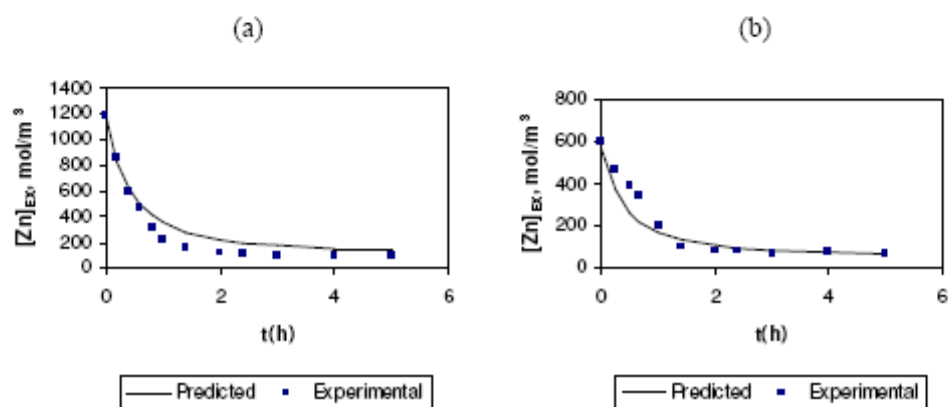 (a)
(b)
[Zn]EX, mol/m³
1400
1200
1000
800
600
400
200
0
0 2 4 6
t(h)
Predicted Experimental
[Zn]EX, mol/m³
800
600
400
200
0
0 2 4 6
t(h)
Predicted Experimental